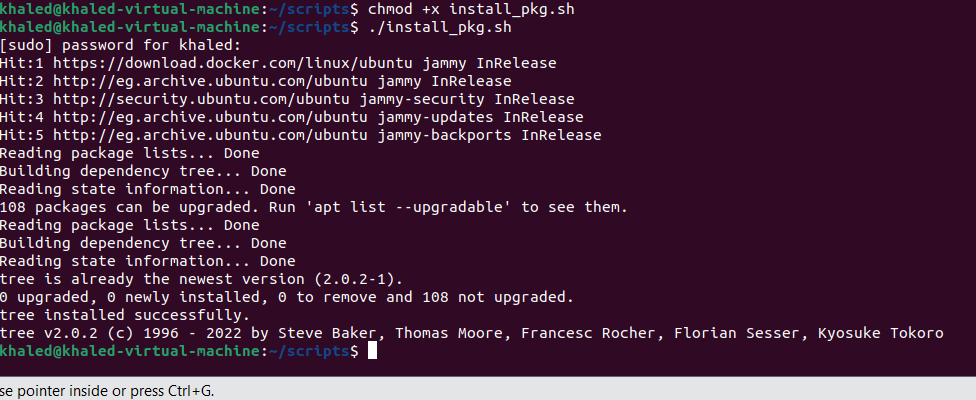 khaled@khaled-virtual-machine:~/scripts$ chmod +x install_pkg.sh
khaled@khaled-virtual-machine:~/scripts$ ./install_pkg.sh
[sudo] password for khaled:
Hit:1 https://download.docker.com/linux/ubuntu jammy InRelease
Hit:2 http://eg.archive.ubuntu.com/ubuntu jammy InRelease
Hit:3 http://security.ubuntu.com/ubuntu jammy-security InRelease
Hit:4 http://eg.archive.ubuntu.com/ubuntu jammy-updates InRelease
Hit:5 http://eg.archive.ubuntu.com/ubuntu jammy-backports InRelease
Reading package lists... Done
Building dependency tree... Done
Reading state information... Done
108 packages can be upgraded. Run 'apt list --upgradable' to see them.
Reading package lists... Done
Building dependency tree... Done
Reading state information... Done
tree is already the newest version (2.0.2-1).
0 upgraded, 0 newly installed, 0 to remove and 108 not upgraded.
tree installed successfully.
tree v2.0.2 (c) 1996 - 2022 by Steve Baker, Thomas Moore, Francesc Rocher, Florian Sesser, Kyosuke Tokoro
khaled@khaled-virtual-machine:~/scripts$
se pointer inside or press Ctrl+G.